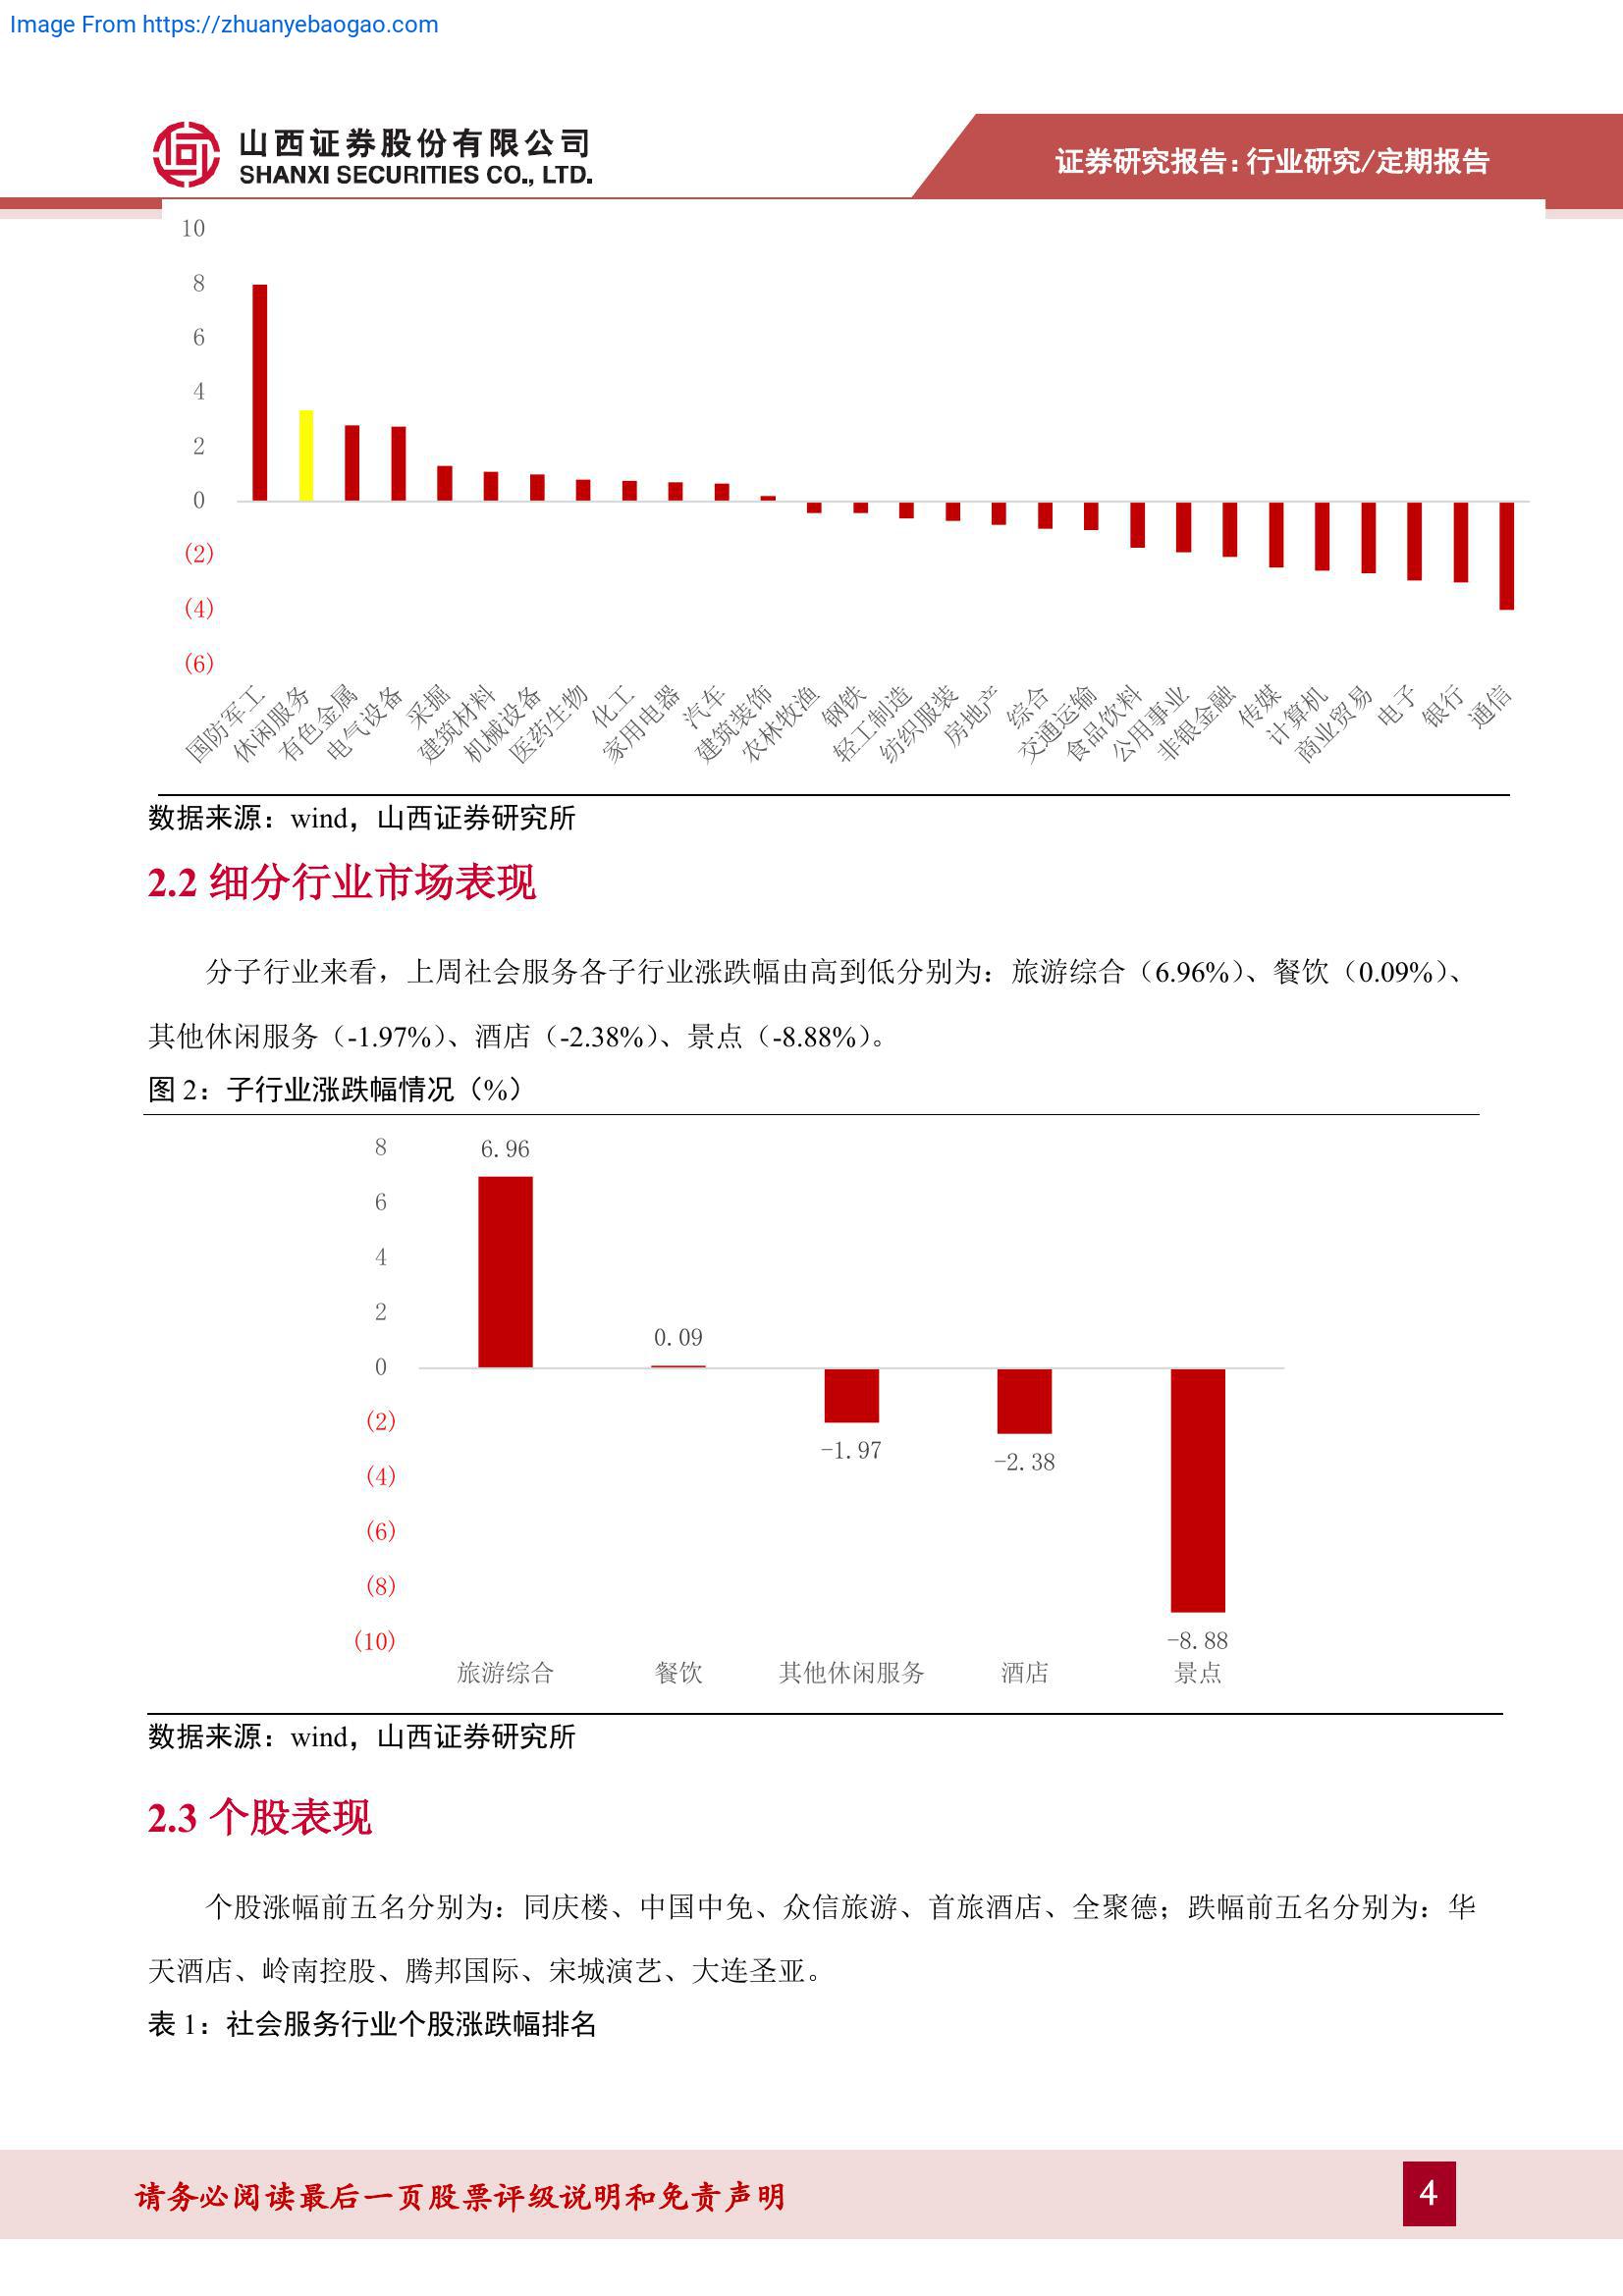 Image From https://zhuanyebaogao.com
山西证券股份有限公司
SHANXI SECURITIES CO., LTD.
证券研究报告:行业研究/定期报告
10
8
6
4
2
0
(2)
(4)
(6)
国防军工
休闲服务
有色金属
电气设备
采掘
建筑材料
机械设备
医药生物
化工
家用电器
汽车
建筑装饰
农林牧渔
钢铁
轻工制造
纺织服装
房地产
综合
交通运输
食品饮料
公用事业
非银金融
传媒
计算机
商业贸易
电子
银行
通信
数据来源：wind，山西证券研究所
2.2 细分行业市场表现
分子行业来看，上周社会服务各子行业涨跌幅由高到低分别为：旅游综合（6.96%）、餐饮（0.09%）、
其他休闲服务（-1.97%）、酒店（-2.38%）、景点（-8.88%）。
图 2：子行业涨跌幅情况（%）
8
6
4
2
0
(2)
(4)
(6)
(8)
(10)
6.96
0.09
-1.97
-2.38
-8.88
旅游综合
餐饮
其他休闲服务
酒店
景点
数据来源：wind，山西证券研究所
2.3 个股表现
个股涨幅前五名分别为：同庆楼、中国中免、众信旅游、首旅酒店、全聚德；跌幅前五名分别为：华
天酒店、岭南控股、腾邦国际、宋城演艺、大连圣亚。
表 1：社会服务行业个股涨跌幅排名
请务必阅读最后一页股票评级说明和免责声明
4